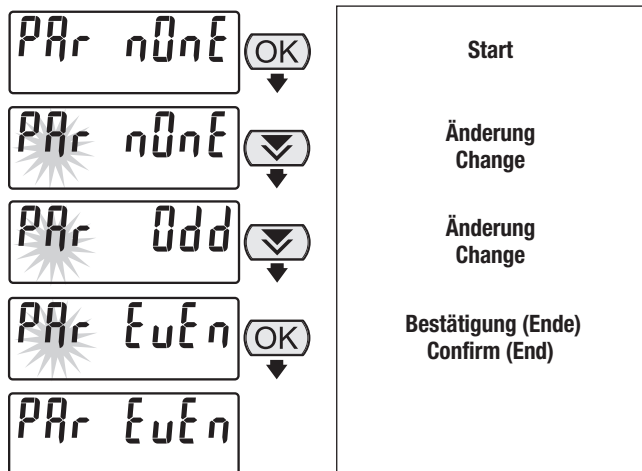 PAr nOnE
OK
Start
PAr nOnE
Änderung
Change
PAr Odd
Änderung
Change
PAr EvEn
OK
Bestätigung (Ende)
Confirm (End)
PAr EvEn